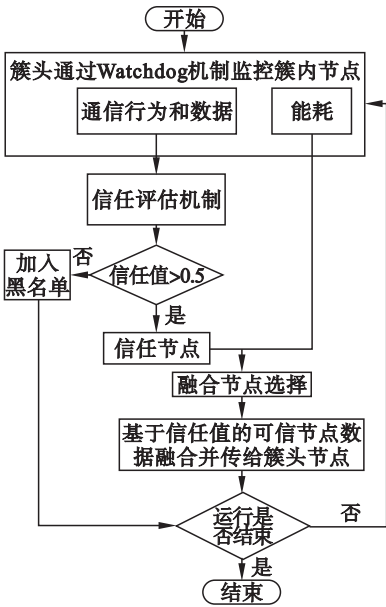 开始
簇头通过Watchdog机制监控簇内节点
通信行为和数据
能耗
信任评估机制
加入
黑名单
否
信任值>0.5
是
信任节点
融合节点选择
基于信任值的可信节点数
据融合并传给簇头节点
运行是
否结束
否
是
结束